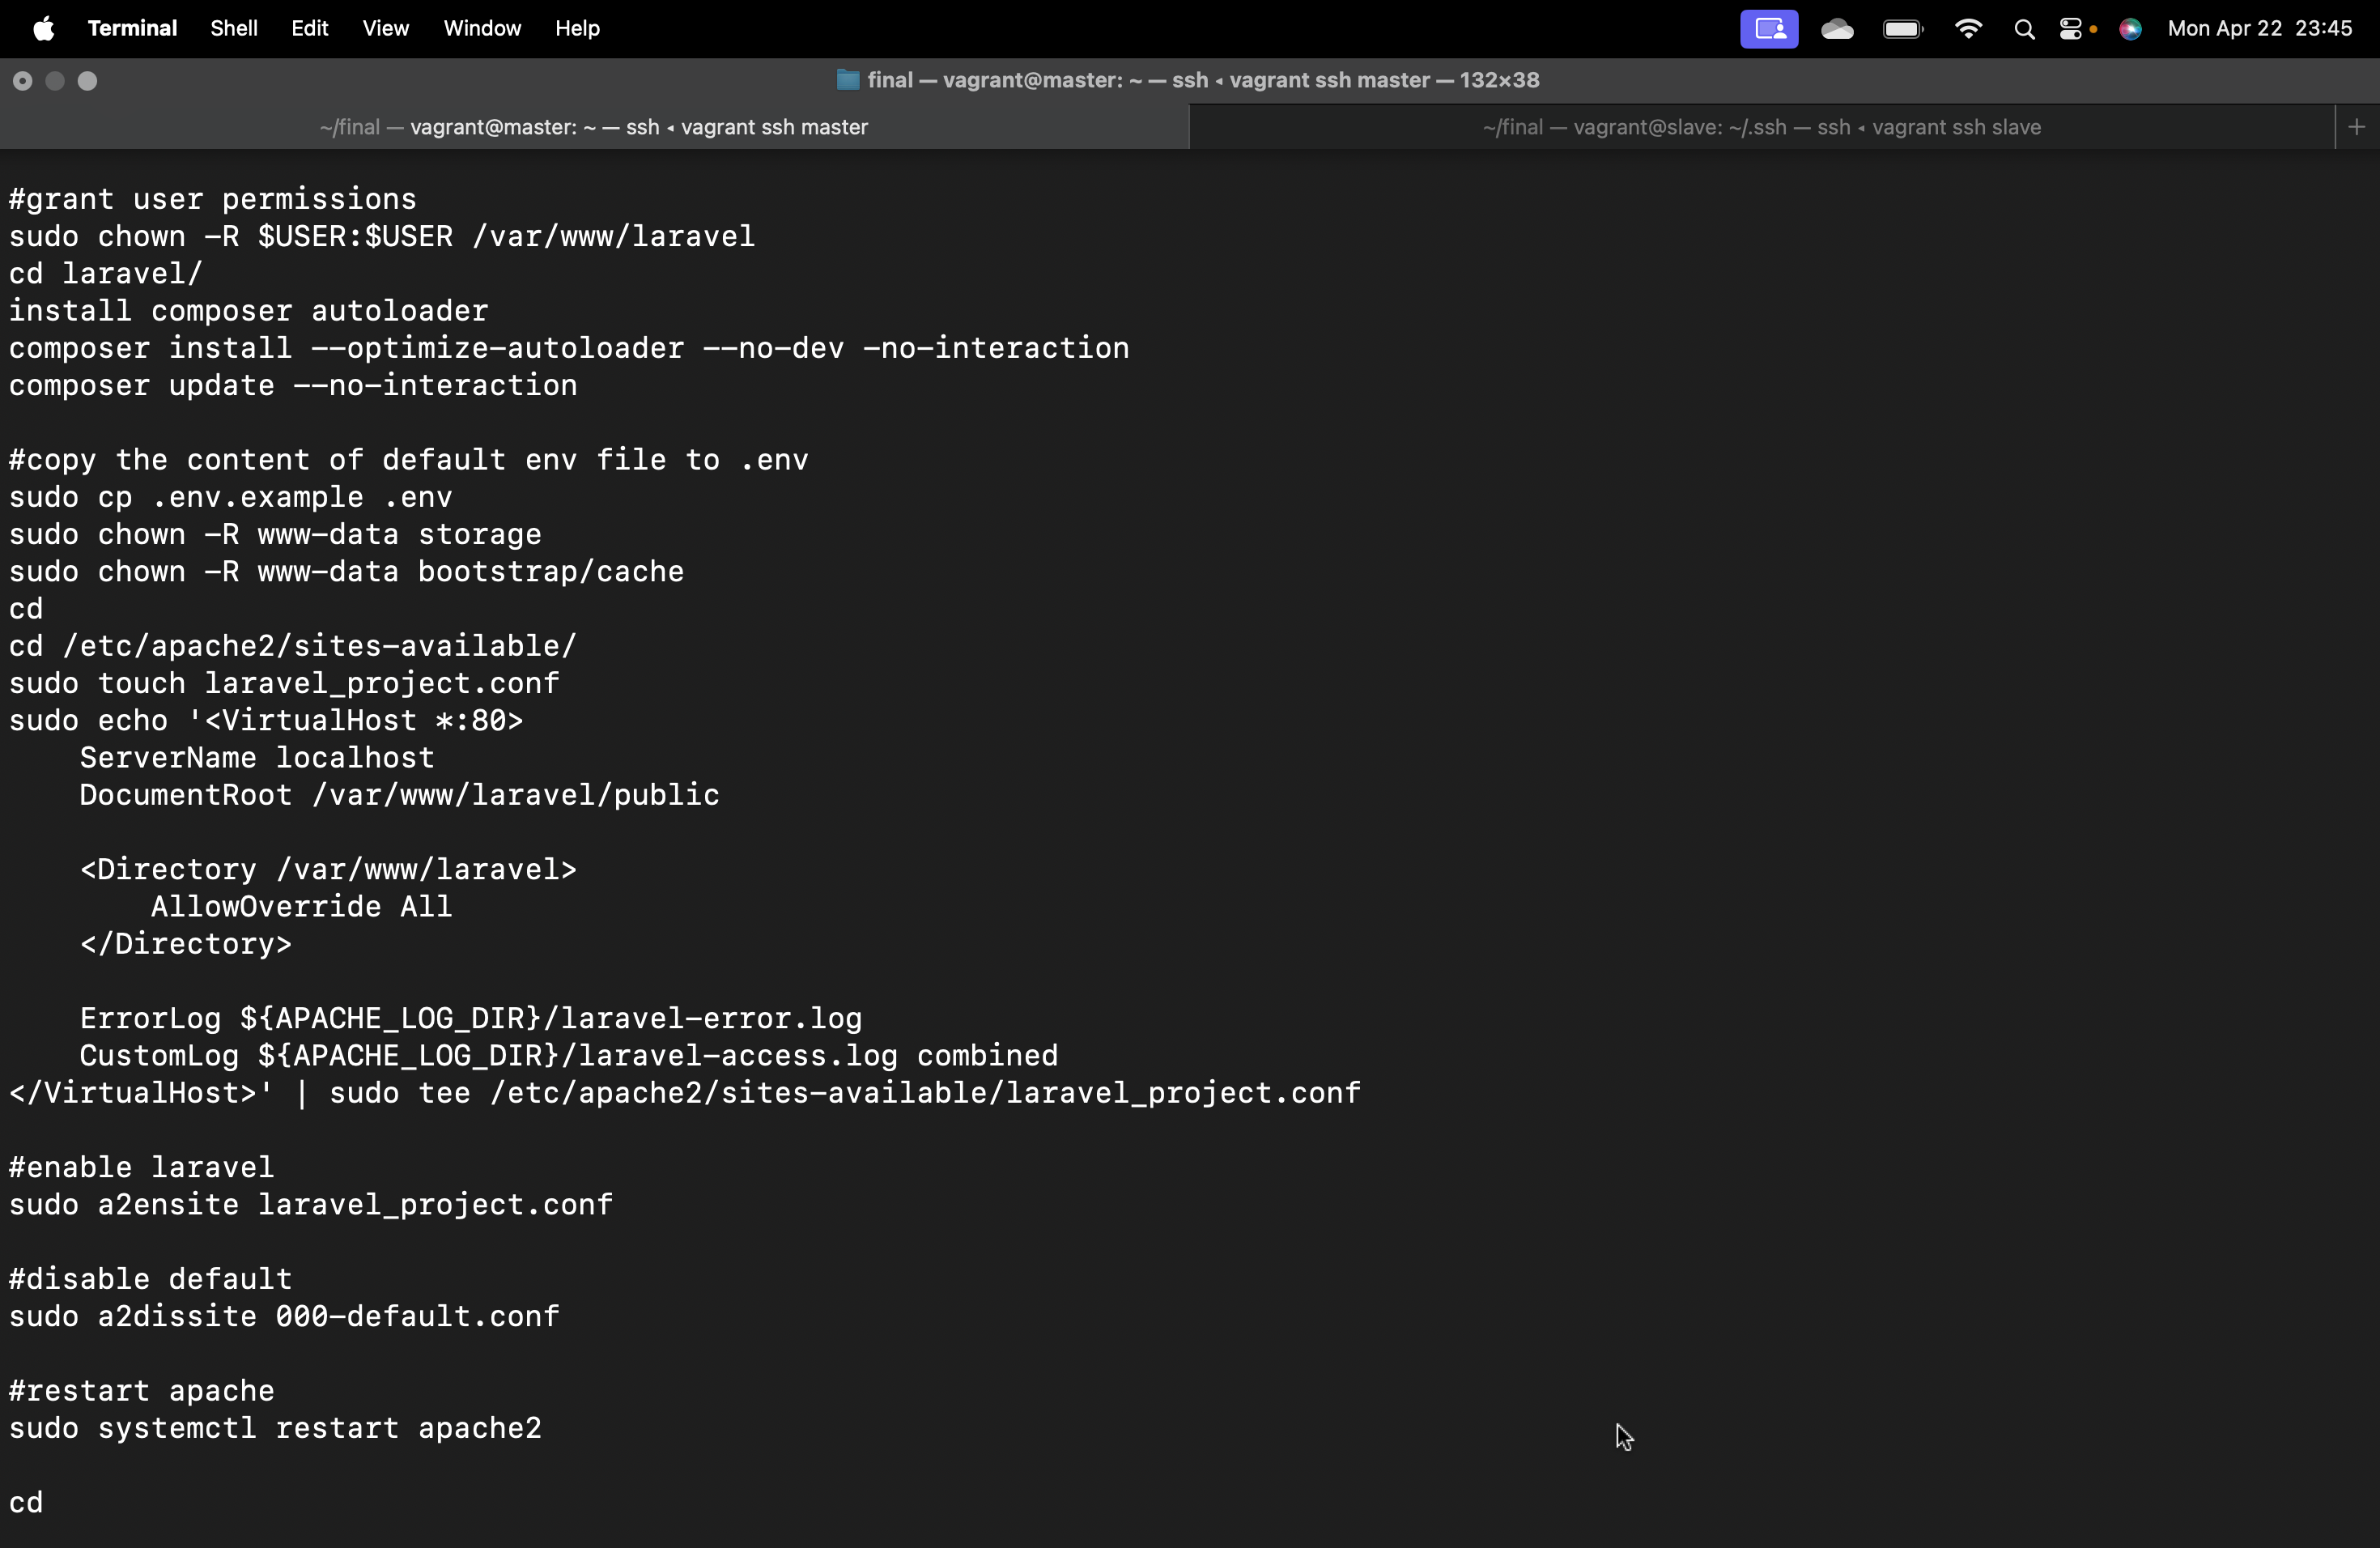 Terminal Shell Edit View Window Help Mon Apr 22 23:45
final — vagrant@master: ~ — ssh ◂ vagrant ssh master — 132×38
~/final — vagrant@master: ~ — ssh ◂ vagrant ssh master ~/final — vagrant@slave: ~/.ssh — ssh ◂ vagrant ssh slave +
#grant user permissions
sudo chown -R $USER:$USER /var/www/laravel
cd laravel/
install composer autoloader
composer install --optimize-autoloader --no-dev -no-interaction
composer update --no-interaction
#copy the content of default env file to .env
sudo cp .env.example .env
sudo chown -R www-data storage
sudo chown -R www-data bootstrap/cache
cd
cd /etc/apache2/sites-available/
sudo touch laravel_project.conf
sudo echo '<VirtualHost *:80>
    ServerName localhost
    DocumentRoot /var/www/laravel/public
    <Directory /var/www/laravel>
        AllowOverride All
    </Directory>
    ErrorLog ${APACHE_LOG_DIR}/laravel-error.log
    CustomLog ${APACHE_LOG_DIR}/laravel-access.log combined
</VirtualHost>' | sudo tee /etc/apache2/sites-available/laravel_project.conf
#enable laravel
sudo a2ensite laravel_project.conf
#disable default
sudo a2dissite 000-default.conf
#restart apache
sudo systemctl restart apache2
cd